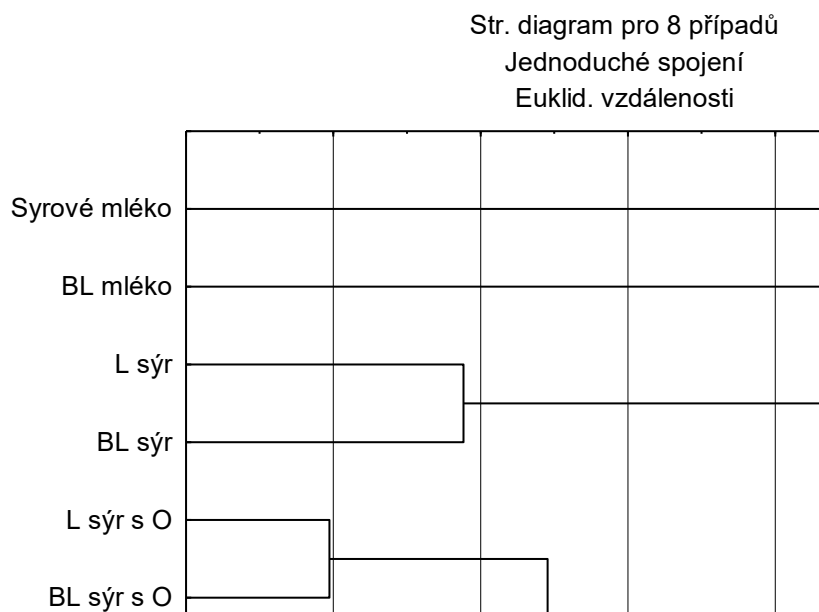 Str. diagram pro 8 případů
Jednoduché spojení
Euklid. vzdálenosti
Syrové mléko
BL mléko
L sýr
BL sýr
L sýr s O
BL sýr s O